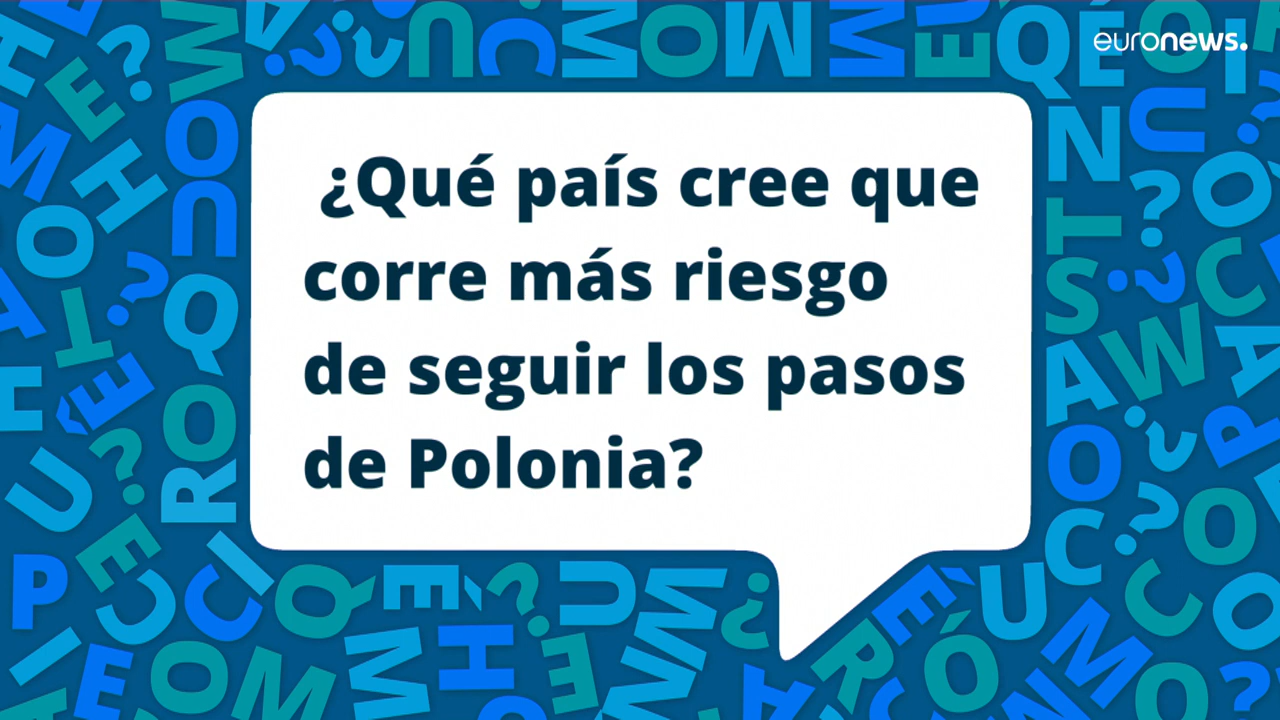 euronews.
¿Qué país cree que
corre más riesgo
de seguir los pasos
de Polonia?